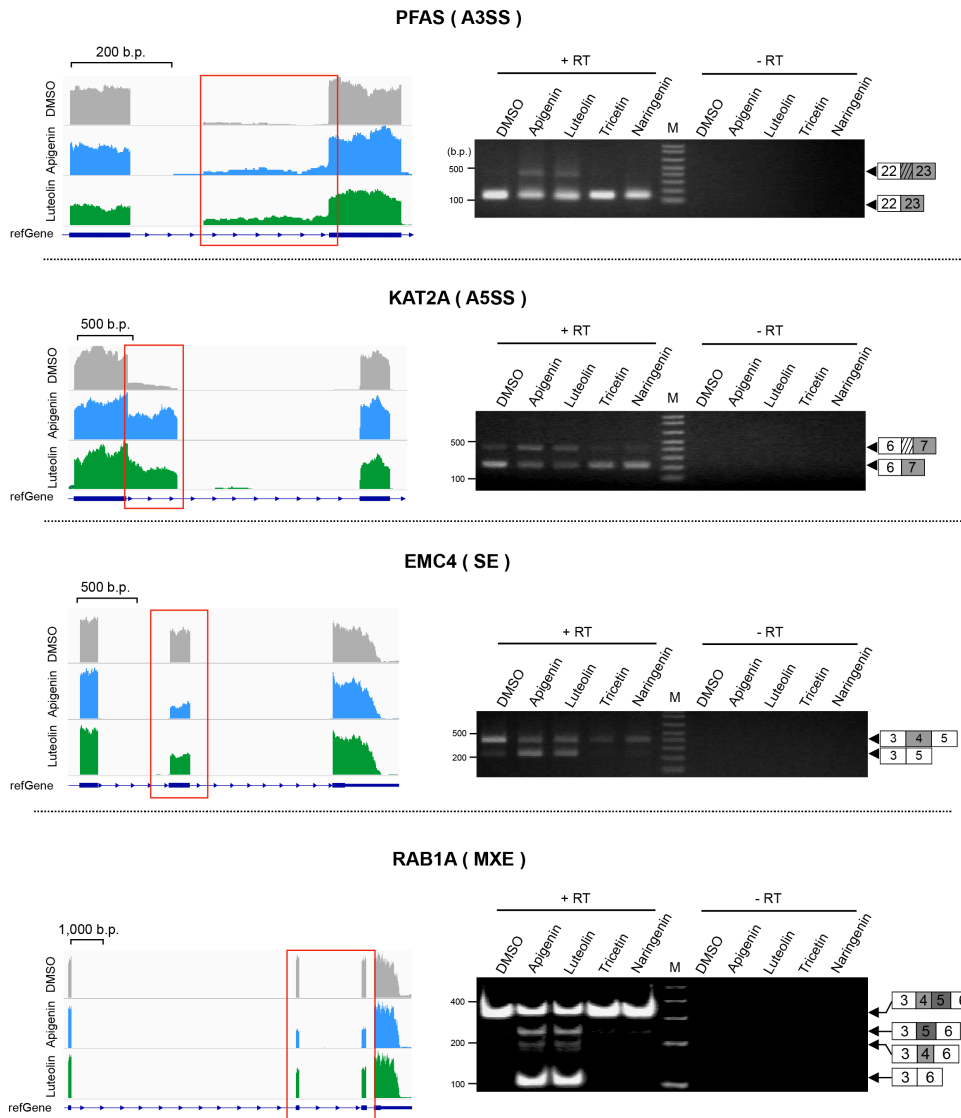 PFAS ( A3SS )
200 b.p.
DMSO
Apigenin
Luteolin
refGene
+ RT
- RT
DMSO
Apigenin
Luteolin
Tricetin
Naringenin
M
DMSO
Apigenin
Luteolin
Tricetin
Naringenin
(b.p.)
500
100
22 23
22 23
KAT2A ( A5SS )
500 b.p.
DMSO
Apigenin
Luteolin
refGene
+ RT
- RT
DMSO
Apigenin
Luteolin
Tricetin
Naringenin
M
DMSO
Apigenin
Luteolin
Tricetin
Naringenin
500
100
6 7
6 7
EMC4 ( SE )
500 b.p.
DMSO
Apigenin
Luteolin
refGene
+ RT
- RT
DMSO
Apigenin
Luteolin
Tricetin
Naringenin
M
DMSO
Apigenin
Luteolin
Tricetin
Naringenin
500
200
3 4 5
3 5
RAB1A ( MXE )
1,000 b.p.
DMSO
Apigenin
Luteolin
refGene
+ RT
- RT
DMSO
Apigenin
Luteolin
Tricetin
Naringenin
M
DMSO
Apigenin
Luteolin
Tricetin
Naringenin
400
200
100
3 4 5 6
3 5 6
3 4 6
3 6